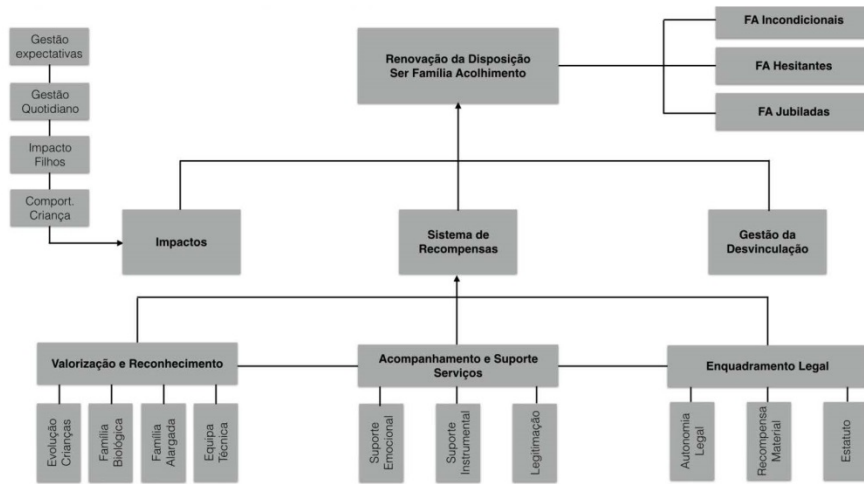 FA Incondicionais
Gestão
expectativas
Renovação da Disposição
Ser Família Acolhimento
FA Hesitantes
Gestão
Quotidiano
FA Jubiladas
Impacto
Filhos
Comport.
Criança
Impactos
Sistema de
Recompensas
Gestão da
Desvinculação
Valorização e Reconhecimento
Acompanhamento e Suporte
Serviços
Enquadramento Legal
Evolução
Crianças
Família
Biológica
Família
Alargada
Equipa
Técnica
Suporte
Emocional
Suporte
Instrumental
Legitimação
Autonomia
Legal
Recompensa
Material
Estatuto